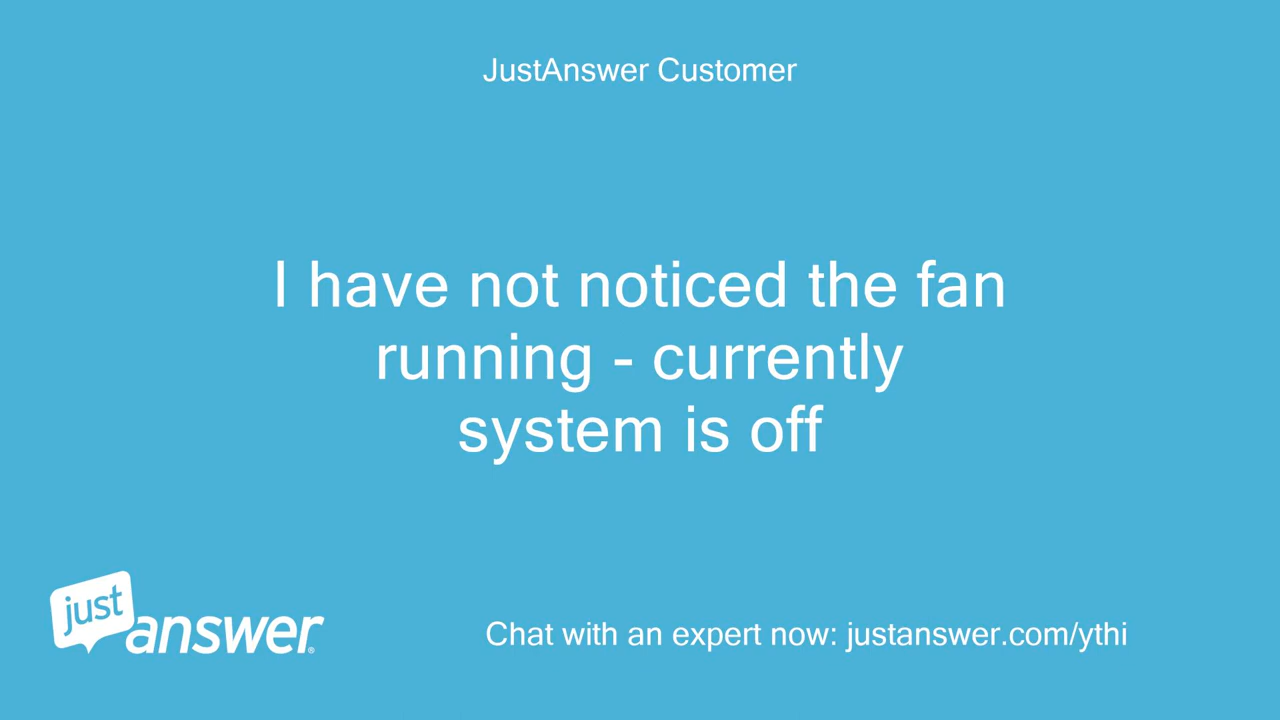 JustAnswer Customer
I have not noticed the fan
running - currently
system is off
just
answer®
Chat with an expert now: justanswer.com/ythi